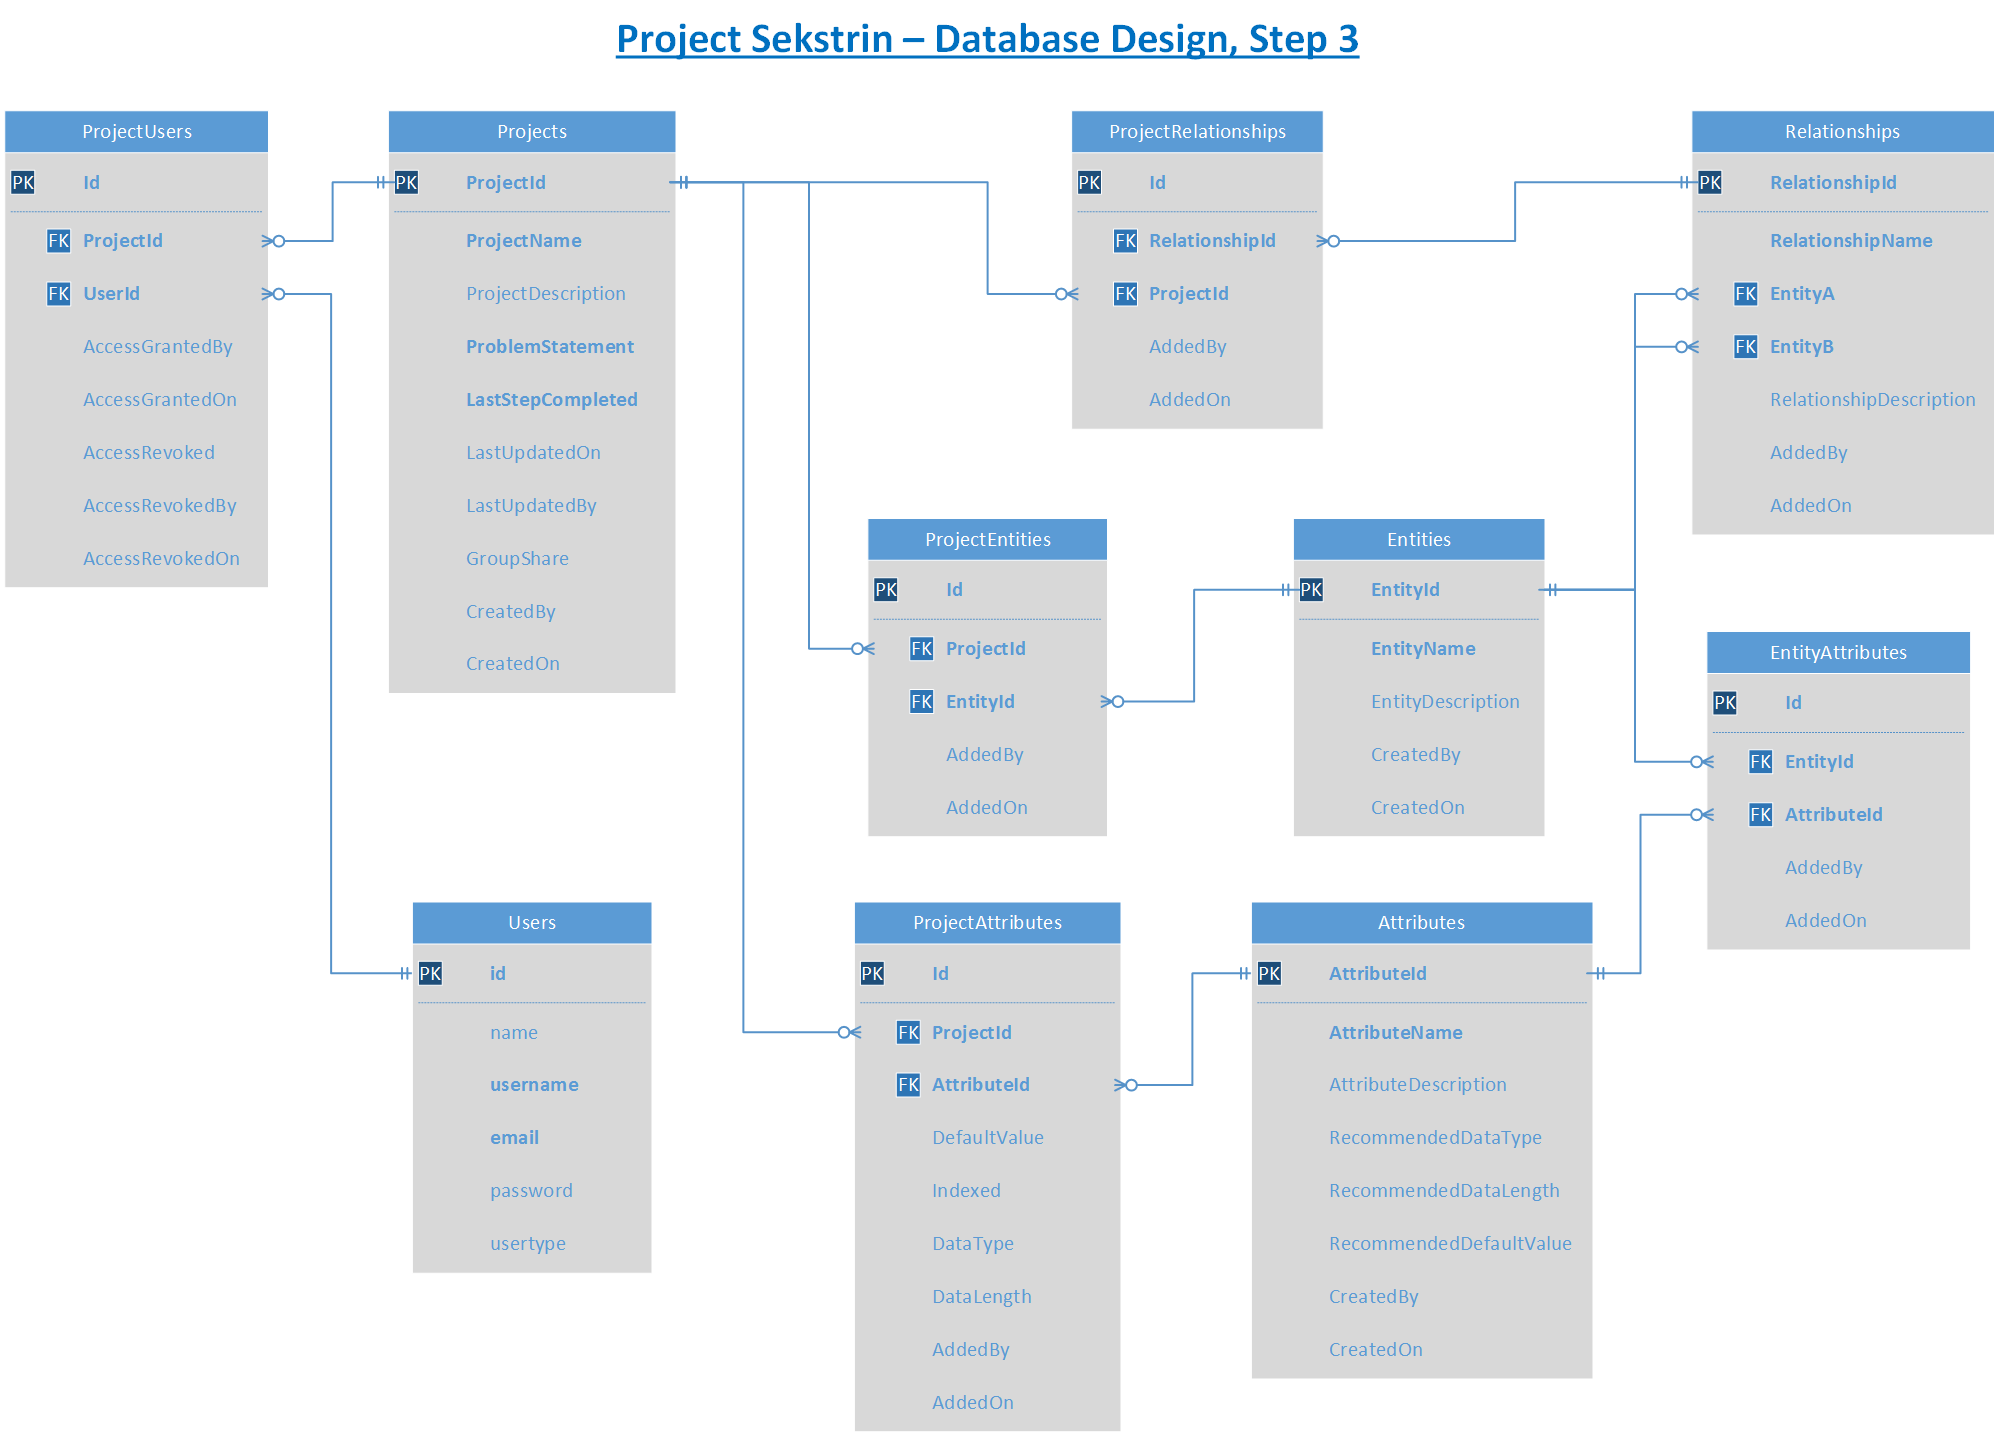 Project Sekstrin – Database Design, Step 3
ProjectUsers
PK Id
FK ProjectId
FK UserId
AccessGrantedBy
AccessGrantedOn
AccessRevoked
AccessRevokedBy
AccessRevokedOn
Projects
PK ProjectId
ProjectName
ProjectDescription
ProblemStatement
LastStepCompleted
LastUpdatedOn
LastUpdatedBy
GroupShare
CreatedBy
CreatedOn
ProjectRelationships
PK Id
FK RelationshipId
FK ProjectId
AddedBy
AddedOn
Relationships
PK RelationshipId
RelationshipName
FK EntityA
FK EntityB
RelationshipDescription
AddedBy
AddedOn
ProjectEntities
PK Id
FK ProjectId
FK EntityId
AddedBy
AddedOn
Entities
PK EntityId
EntityName
EntityDescription
CreatedBy
CreatedOn
EntityAttributes
PK Id
FK EntityId
FK AttributeId
AddedBy
AddedOn
Users
PK id
name
username
email
password
usertype
ProjectAttributes
PK Id
FK ProjectId
FK AttributeId
DefaultValue
Indexed
DataType
DataLength
AddedBy
AddedOn
Attributes
PK AttributeId
AttributeName
AttributeDescription
RecommendedDataType
RecommendedDataLength
RecommendedDefaultValue
CreatedBy
CreatedOn